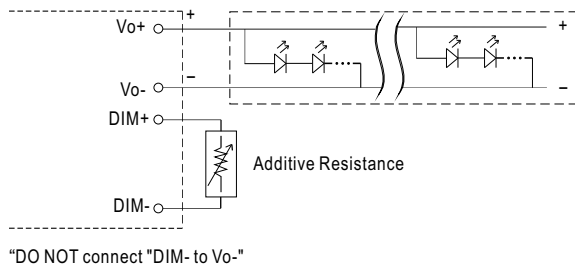 Vo+
+
+
Vo-
−
−
DIM+
Additive Resistance
DIM-
“DO NOT connect "DIM- to Vo-"